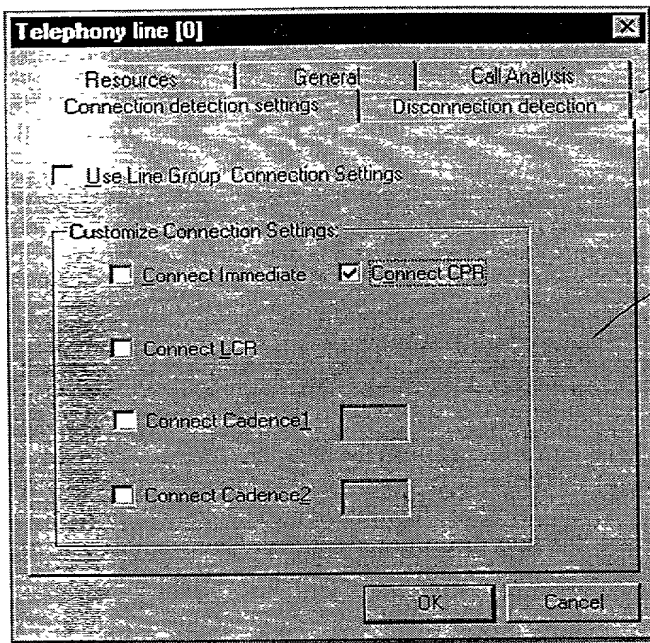 Telephony line [0]
Resources General Call Analysis
Connection detection settings Disconnection detection
Use Line Group Connection Settings
Customize Connection Settings:
Connect Immediate Connect CPR
Connect LCR
Connect Cadence1
Connect Cadence2
OK Cancel